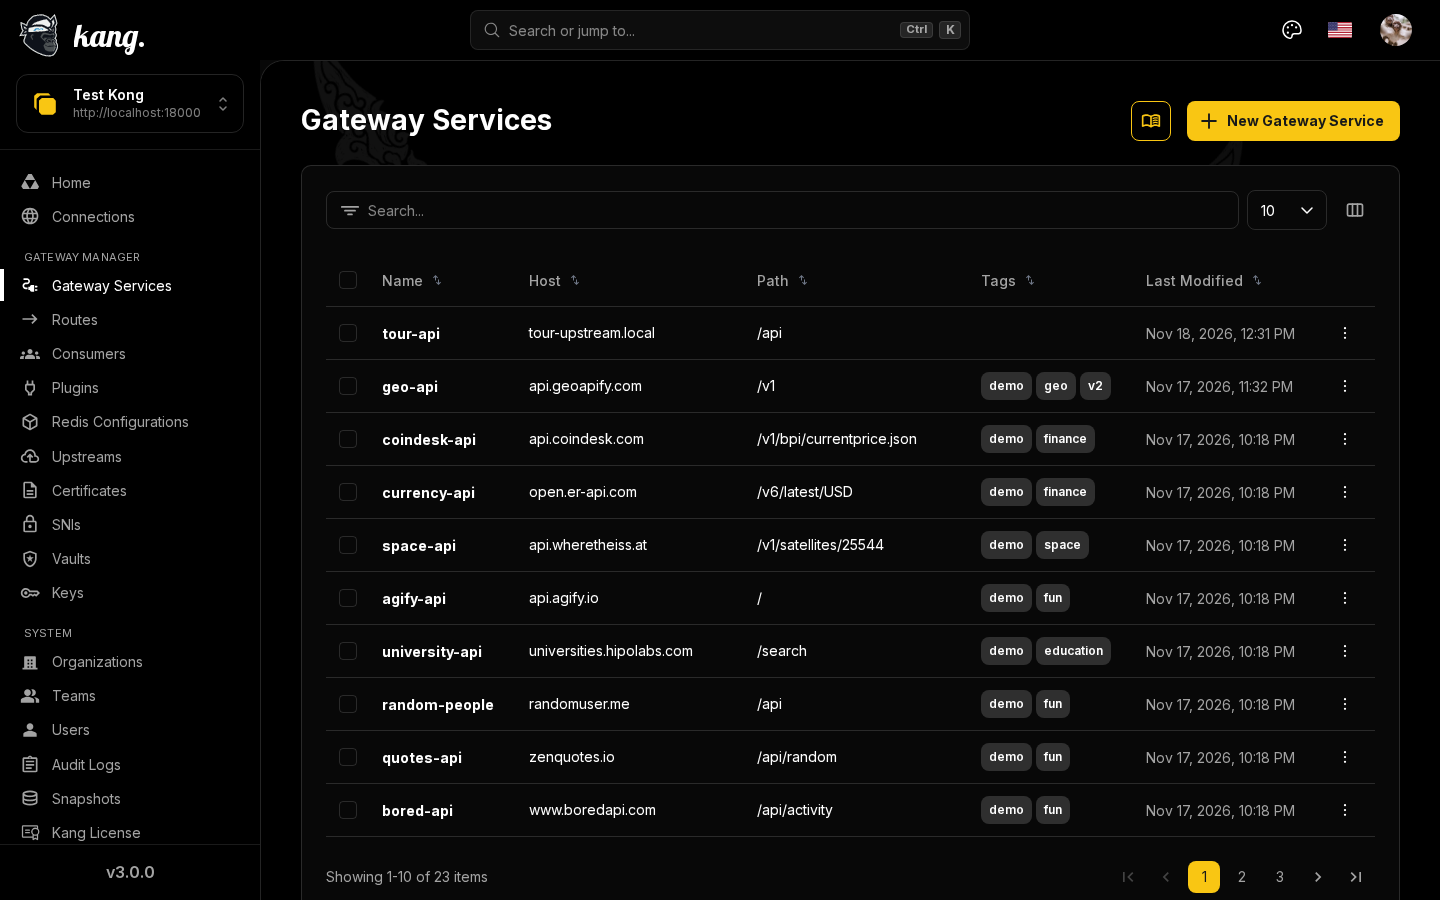 kang.
Search or jump to...
Ctrl K
Test Kong
http://localhost:18000
Home
Connections
GATEWAY MANAGER
Gateway Services
Routes
Consumers
Plugins
Redis Configurations
Upstreams
Certificates
SNIs
Vaults
Keys
SYSTEM
Organizations
Teams
Users
Audit Logs
Snapshots
Kang License
v3.0.0
Gateway Services
New Gateway Service
Search...
10
Name Host Path Tags Last Modified
tour-api tour-upstream.local /api Nov 18, 2026, 12:31 PM
geo-api api.geoapify.com /v1 demo geo v2 Nov 17, 2026, 11:32 PM
coindesk-api api.coindesk.com /v1/bpi/currentprice.json demo finance Nov 17, 2026, 10:18 PM
currency-api open.er-api.com /v6/latest/USD demo finance Nov 17, 2026, 10:18 PM
space-api api.wheretheiss.at /v1/satellites/25544 demo space Nov 17, 2026, 10:18 PM
agify-api api.agify.io / demo fun Nov 17, 2026, 10:18 PM
university-api universities.hipolabs.com /search demo education Nov 17, 2026, 10:18 PM
random-people randomuser.me /api demo fun Nov 17, 2026, 10:18 PM
quotes-api zenquotes.io /api/random demo fun Nov 17, 2026, 10:18 PM
bored-api www.boredapi.com /api/activity demo fun Nov 17, 2026, 10:18 PM
Showing 1-10 of 23 items
1 2 3